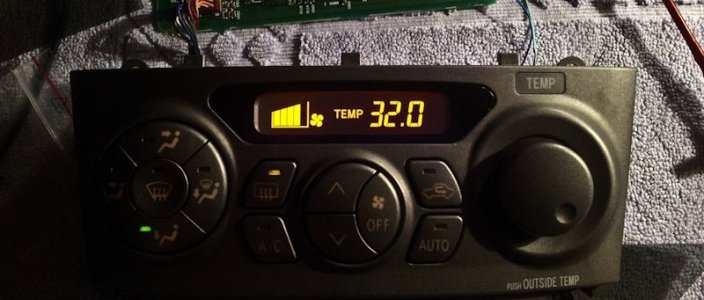 TEMP
TEMP 32.0
OFF
A/C
AUTO
PUSH OUTSIDE TEMP